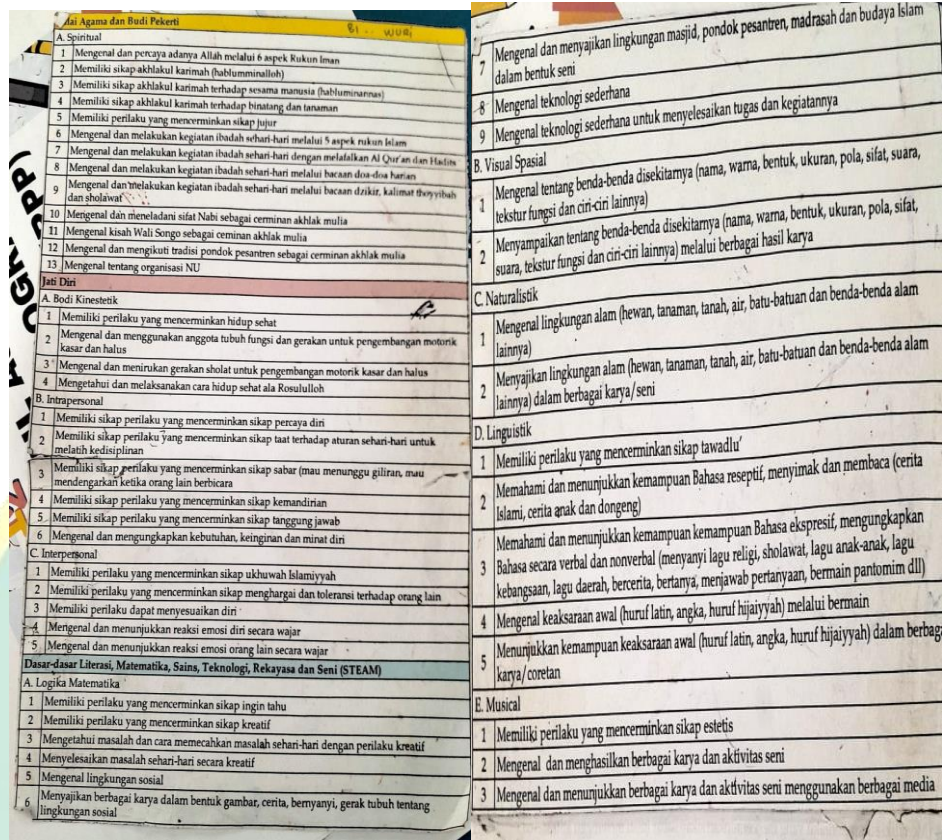 ai Agama dan Budi Pekerti
B1 .. WURI
A. Spiritual
1 Mengenal dan percaya adanya Allah melalui 6 aspek Rukun Iman
2 Memiliki sikap akhlakul karimah (hablumminalloh)
3 Memiliki sikap akhlakul karimah terhadap sesama manusia (habluminannas)
4 Memiliki sikap akhlakul karimah terhadap binatang dan tanaman
5 Memiliki perilaku yang mencerminkan sikap jujur
6 Mengenal dan melakukan kegiatan ibadah sehari-hari melalui 5 aspek rukun Islam
7 Mengenal dan melakukan kegiatan ibadah sehari-hari dengan melafalkan Al Qur'an dan Hadits
8 Mengenal dan melakukan kegiatan ibadah sehari-hari melalui bacaan doa-doa harian
9 Mengenal dan melakukan kegiatan ibadah sehari-hari melalui bacaan dzikir, kalimat thoyyibah
dan sholawat
10 Mengenal dan meneladani sifat Nabi sebagai cerminan akhlak mulia
11 Mengenal kisah Wali Songo sebagai ceminan akhlak mulia
12 Mengenal dan mengikuti tradisi pondok pesantren sebagai cerminan akhlak mulia
13 Mengenal tentang organisasi NU
Jati Diri
A. Bodi Kinestetik
1 Memiliki perilaku yang mencerminkan hidup sehat
2 Mengenal dan menggunakan anggota tubuh fungsi dan gerakan untuk pengembangan motorik
kasar dan halus
3 Mengenal dan menirukan gerakan sholat untuk pengembangan motorik kasar dan halus
4 Mengetahui dan melaksanakan cara hidup sehat ala Rosululloh
B. Intrapersonal
1 Memiliki sikap perilaku yang mencerminkan sikap percaya diri
2 Memiliki sikap perilaku yang mencerminkan sikap taat terhadap aturan sehari-hari untuk
melatih kedisiplinan
3 Memiliki sikap perilaku yang mencerminkan sikap sabar (mau menunggu giliran, mau
mendengarkan ketika orang lain berbicara
4 Memiliki sikap perilaku yang mencerminkan sikap kemandirian
5 Memiliki sikap perilaku yang mencerminkan sikap tanggung jawab
6 Mengenal dan mengungkapkan kebutuhan, keinginan dan minat diri
C. Interpersonal
1 Memiliki perilaku yang mencerminkan sikap ukhuwah Islamiyyah
2 Memiliki perilaku yang mencerminkan sikap menghargai dan toleransi terhadap orang lain
3 Memiliki perilaku dapat menyesuaikan diri
4 Mengenal dan menunjukkan reaksi emosi diri secara wajar
5 Mengenal dan menunjukkan reaksi emosi orang lain secara wajar
Dasar-dasar Literasi, Matematika, Sains, Teknologi, Rekayasa dan Seni (STEAM)
A. Logika Matematika
1 Memiliki perilaku yang mencerminkan sikap ingin tahu
2 Memiliki perilaku yang mencerminkan sikap kreatif
3 Mengetahui masalah dan cara memecahkan masalah sehari-hari dengan perilaku kreatif
4 Menyelesaikan masalah sehari-hari secara kreatif
5 Mengenal lingkungan sosial
6 Menyajikan berbagai karya dalam bentuk gambar, cerita, bernyanyi, gerak tubuh tentang
lingkungan sosial
7 Mengenal dan menyajikan lingkungan masjid, pondok pesantren, madrasah dan budaya Islam
dalam bentuk seni
8 Mengenal teknologi sederhana
9 Mengenal teknologi sederhana untuk menyelesaikan tugas dan kegiatannya
B. Visual Spasial
1 Mengenal tentang benda-benda disekitarnya (nama, warna, bentuk, ukuran, pola, sifat, suara,
tekstur fungsi dan ciri-ciri lainnya)
2 Menyampaikan tentang benda-benda disekitarnya (nama, warna, bentuk, ukuran, pola, sifat,
suara, tekstur fungsi dan ciri-ciri lainnya) melalui berbagai hasil karya
C. Naturalistik
1 Mengenal lingkungan alam (hewan, tanaman, tanah, air, batu-batuan dan benda-benda alam
lainnya)
2 Menyajikan lingkungan alam (hewan, tanaman, tanah, air, batu-batuan dan benda-benda alam
lainnya) dalam berbagai karya/seni
D. Linguistik
1 Memiliki perilaku yang mencerminkan sikap tawadlu'
2 Memahami dan menunjukkan kemampuan Bahasa reseptif, menyimak dan membaca (cerita
Islami, cerita anak dan dongeng)
Memahami dan menunjukkan kemampuan kemampuan Bahasa ekspresif, mengungkapkan
3 Bahasa secara verbal dan nonverbal (menyanyi lagu religi, sholawat, lagu anak-anak, lagu
kebangsaan, lagu daerah, bercerita, bertanya, menjawab pertanyaan, bermain pantomim dll)
4 Mengenal keaksaraan awal (huruf latin, angka, huruf hijaiyyah) melalui bermain
5 Menunjukkan kemampuan keaksaraan awal (huruf latin, angka, huruf hijaiyyah) dalam berbaga
karya/coretan
E. Musical
1 Memiliki perilaku yang mencerminkan sikap estetis
2 Mengenal dan menghasilkan berbagai karya dan aktivitas seni
3 Mengenal dan menunjukkan berbagai karya dan aktivitas seni menggunakan berbagai media